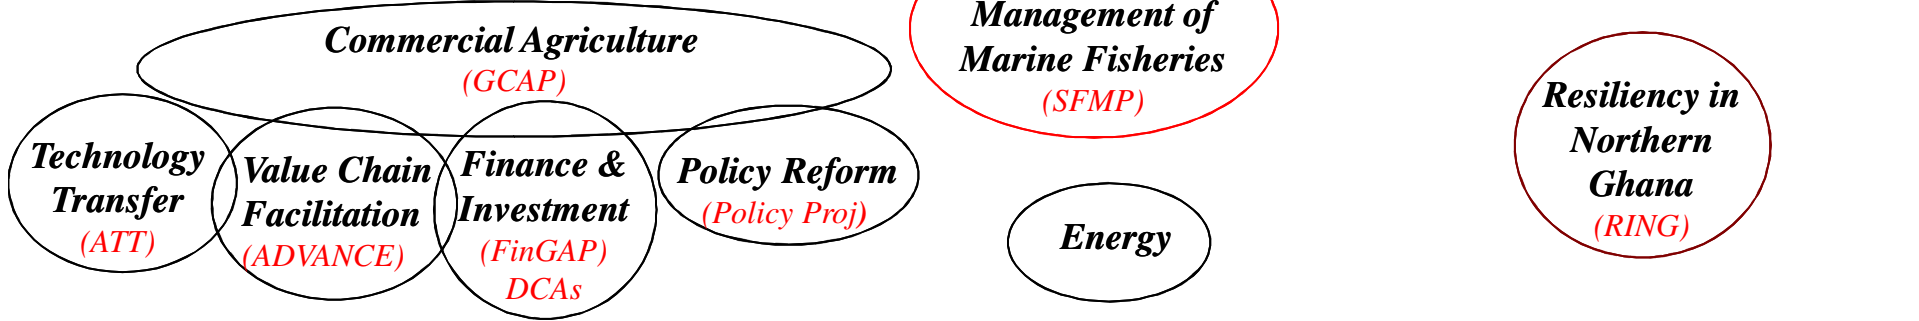 Commercial Agriculture
(GCAP)
Management of
Marine Fisheries
(SFMP)
Technology
Transfer
(ATT)
Value Chain
Facilitation
(ADVANCE)
Finance &
Investment
(FinGAP)
DCAs
Policy Reform
(Policy Proj)
Energy
Resiliency in
Northern
Ghana
(RING)